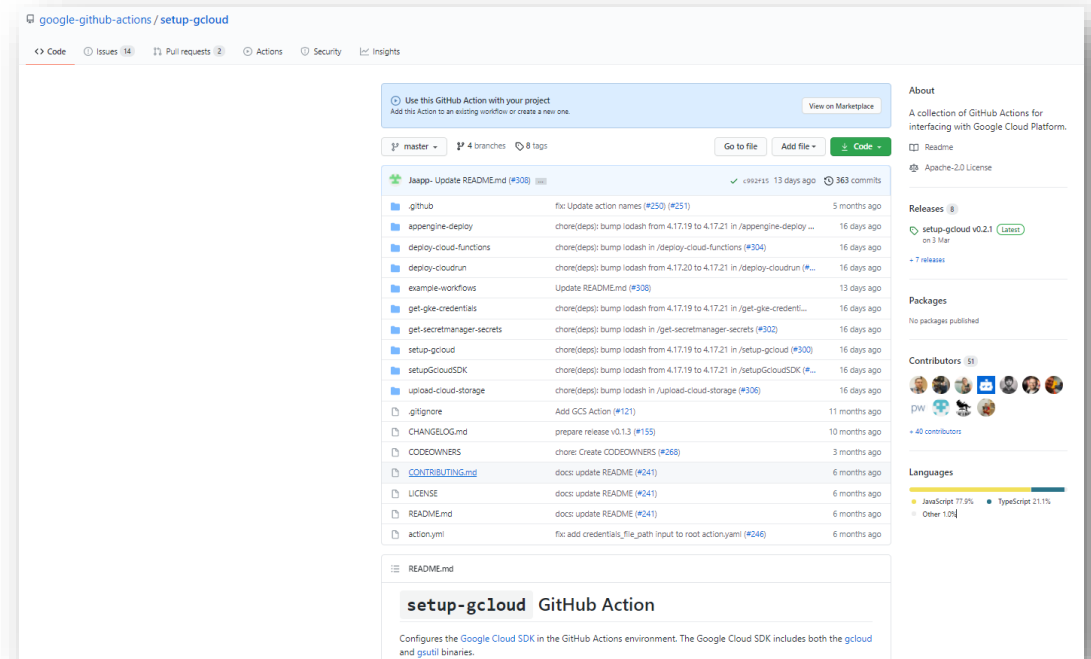 google-github-actions / setup-gcloud
Code Issues 14 Pull requests 2 Actions Security Insights
Use this GitHub Action with your project
Add this Action to an existing workflow or create a new one.
View on Marketplace
master 4 branches 8 tags Go to file Add file Code
Jaapp- Update README.md (#308) ... c992f15 13 days ago 363 commits
.github fix: Update action names (#250) (#251) 5 months ago
appengine-deploy chore(deps): bump lodash from 4.17.19 to 4.17.21 in /appengine-deploy ... 16 days ago
deploy-cloud-functions chore(deps): bump lodash in /deploy-cloud-functions (#304) 16 days ago
deploy-cloudrun chore(deps): bump lodash from 4.17.20 to 4.17.21 in /deploy-cloudrun (#... 16 days ago
example-workflows Update README.md (#308) 13 days ago
get-gke-credentials chore(deps): bump lodash from 4.17.19 to 4.17.21 in /get-gke-credenti... 16 days ago
get-secretmanager-secrets chore(deps): bump lodash in /get-secretmanager-secrets (#302) 16 days ago
setup-gcloud chore(deps): bump lodash from 4.17.19 to 4.17.21 in /setup-gcloud (#300) 16 days ago
setupGcloudSDK chore(deps): bump lodash from 4.17.19 to 4.17.21 in /setupGcloudSDK (#... 16 days ago
upload-cloud-storage chore(deps): bump lodash in /upload-cloud-storage (#306) 16 days ago
.gitignore Add GCS Action (#121) 11 months ago
CHANGELOG.md prepare release v0.1.3 (#155) 10 months ago
CODEOWNERS chore: Create CODEOWNERS (#268) 3 months ago
CONTRIBUTING.md docs: update README (#241) 6 months ago
LICENSE docs: update README (#241) 6 months ago
README.md docs: update README (#241) 6 months ago
action.yml fix: add credentials_file_path input to root action.yaml (#246) 6 months ago
README.md
setup-gcloud GitHub Action
Configures the Google Cloud SDK in the GitHub Actions environment. The Google Cloud SDK includes both the gcloud
and gsutil binaries.
About
A collection of GitHub Actions for
interfacing with Google Cloud Platform.
Readme
Apache-2.0 License
Releases 8
setup-gcloud v0.2.1 Latest
on 3 Mar
+ 7 releases
Packages
No packages published
Contributors 51
pw
+ 40 contributors
Languages
JavaScript 77.9% TypeScript 21.1%
Other 1.0%